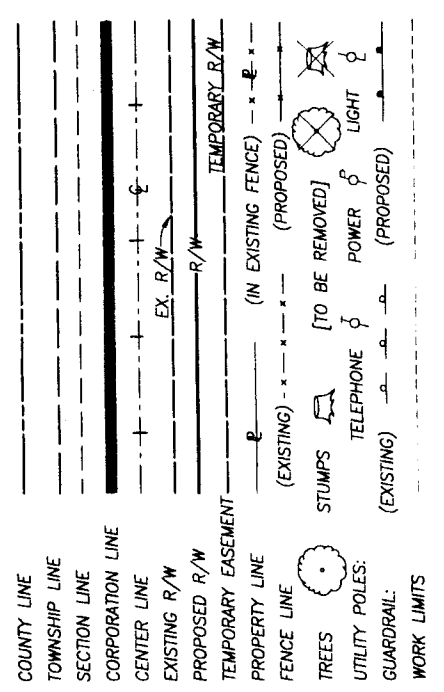 COUNTY LINE
TOWNSHIP LINE
SECTION LINE
CORPORATION LINE
CENTER LINE ℄
EXISTING R/W EX. R/W
PROPOSED R/W R/W
TEMPORARY EASEMENT TEMPORARY R/W
PROPERTY LINE ⅊ (IN EXISTING FENCE) ⅊
FENCE LINE (EXISTING) (PROPOSED)
TREES STUMPS [TO BE REMOVED]
UTILITY POLES: TELEPHONE POWER LIGHT
GUARDRAIL: (EXISTING) (PROPOSED)
WORK LIMITS